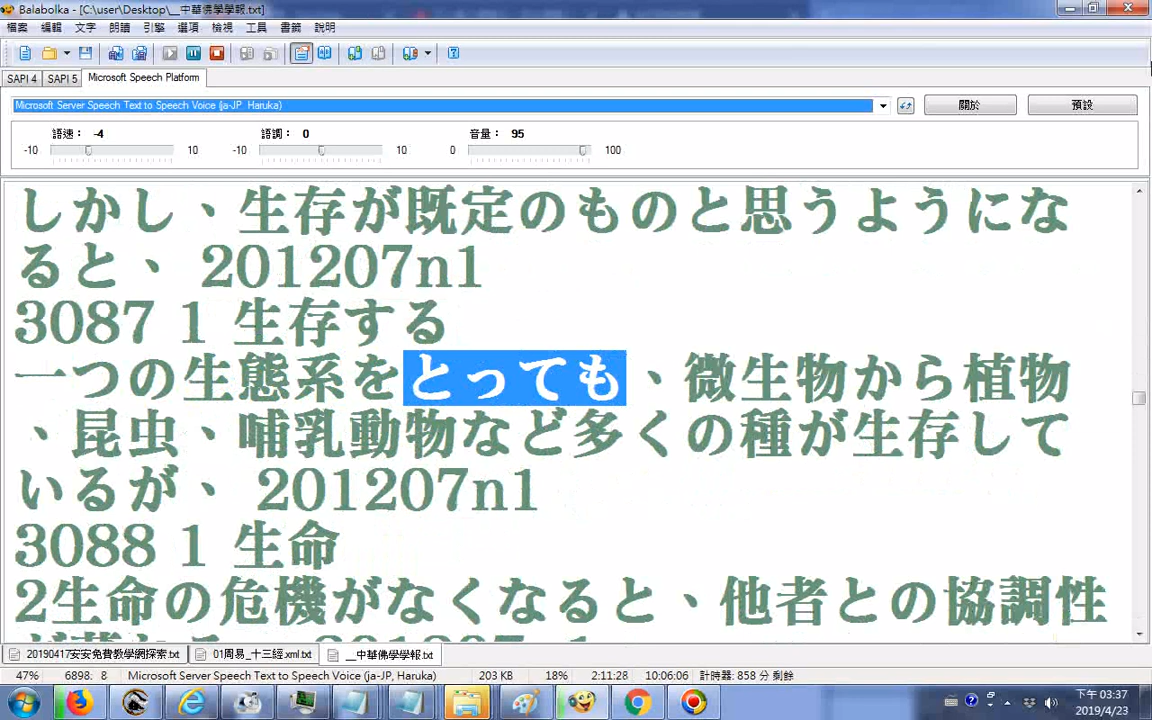 Balabolka - [C:\user\Desktop\__中華佛學學報.txt]
檔案 編輯 文字 朗讀 引擎 選項 檢視 工具 書籤 說明
SAPI 4 SAPI 5 Microsoft Speech Platform
Microsoft Server Speech Text to Speech Voice (ja-JP, Haruka)
關於 預設
語速： -4 語調： 0 音量： 95
-10 10 -10 10 0 100
しかし、生存が既定のものと思うようにな
ると、 201207n1
3087 1 生存する
一つの生態系をとっても、微生物から植物
、昆虫、哺乳動物など多くの種が生存して
いるが、 201207n1
3088 1 生命
2生命の危機がなくなると、他者との協調性
20190417安安免費教學網探索.txt 01周易_十三經.xml.txt __中華佛學學報.txt
47% 6898: 8 Microsoft Server Speech Text to Speech Voice (ja-JP, Haruka) 203 KB 18% 2:11:28 10:06:06 計時器: 858 分 剩餘
下午 03:37
2019/4/23